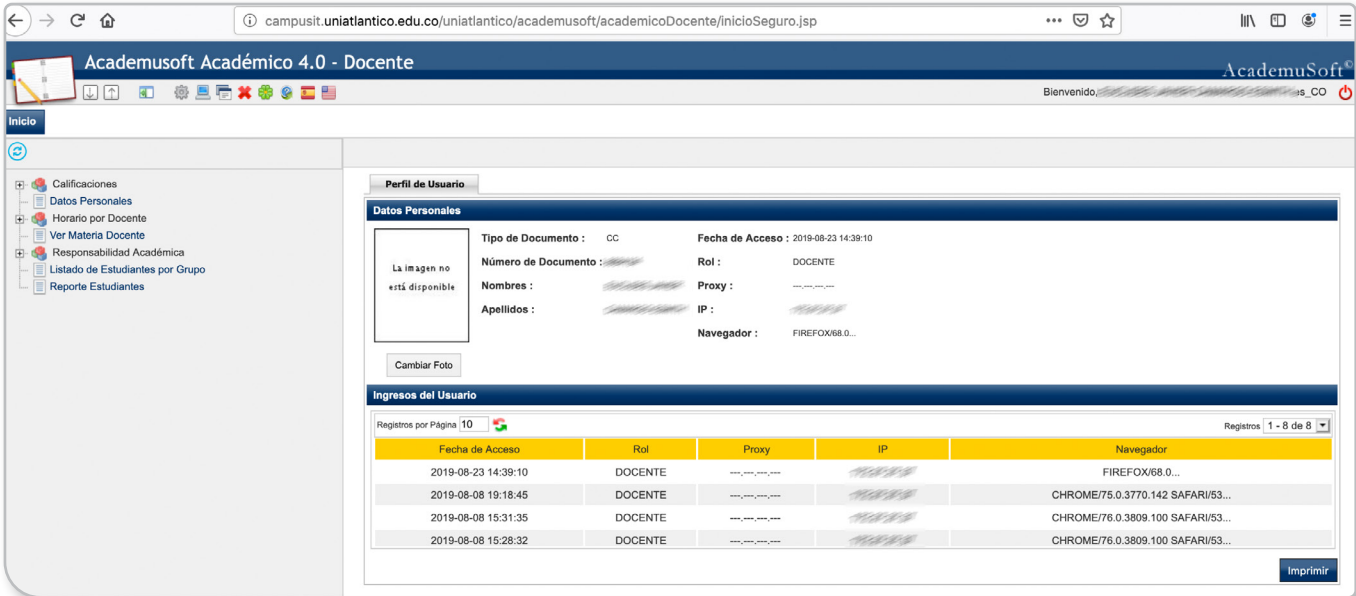 campusit.uniatlantico.edu.co/uniatlantico/academusoft/academicoDocente/inicioSeguro.jsp
Academusoft Académico 4.0 - Docente
AcademuSoft©
Bienvenido, es_CO
Inicio
Calificaciones
Datos Personales
Horario por Docente
Ver Materia Docente
Responsabilidad Académica
Listado de Estudiantes por Grupo
Reporte Estudiantes
Perfil de Usuario
Datos Personales
La imagen no
está disponible
Tipo de Documento : CC Fecha de Acceso : 2019-08-23 14:39:10
Número de Documento : Rol : DOCENTE
Nombres : Proxy : ---.---.---.---
Apellidos : IP :
Navegador : FIREFOX/68.0...
Cambiar Foto
Ingresos del Usuario
Registros por Página 10 Registros 1 - 8 de 8
Fecha de Acceso Rol Proxy IP Navegador
2019-08-23 14:39:10 DOCENTE ---.---.---.--- FIREFOX/68.0...
2019-08-08 19:18:45 DOCENTE ---.---.---.--- CHROME/75.0.3770.142 SAFARI/53...
2019-08-08 15:31:35 DOCENTE ---.---.---.--- CHROME/76.0.3809.100 SAFARI/53...
2019-08-08 15:28:32 DOCENTE ---.---.---.--- CHROME/76.0.3809.100 SAFARI/53...
Imprimir